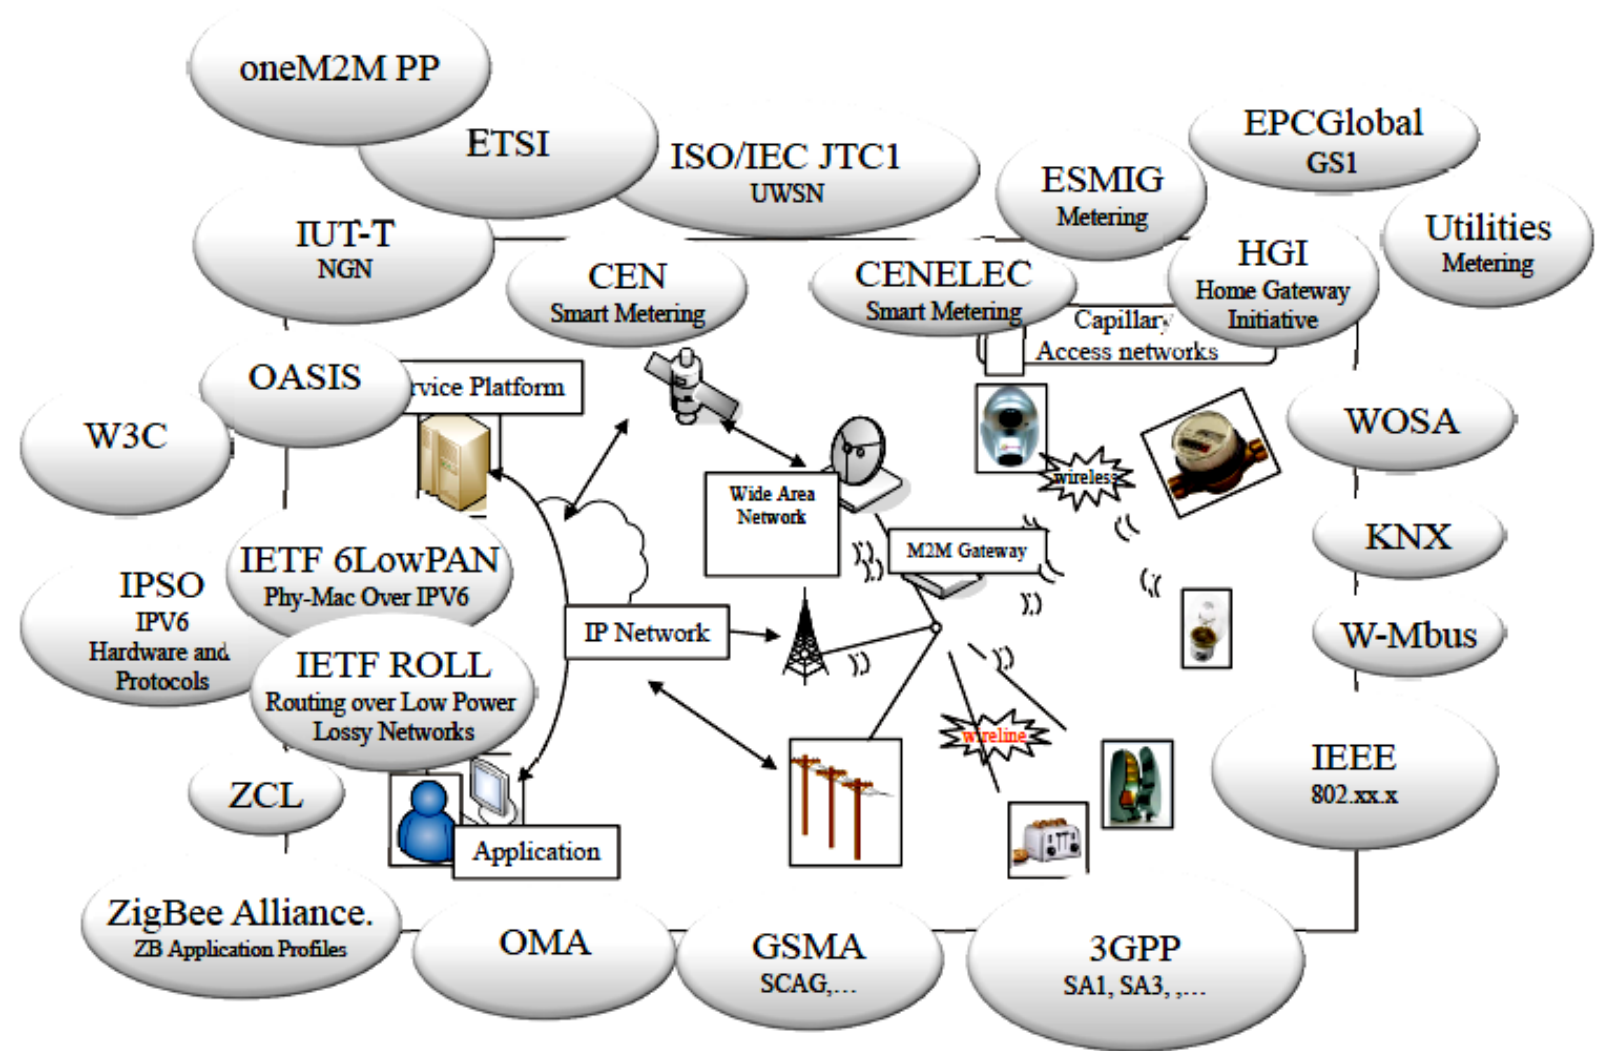 oneM2M PP
ETSI
ISO/IEC JTC1
UWSN
ESMIG
Metering
EPCGlobal
GS1
Utilities
Metering
IUT-T
NGN
CEN
Smart Metering
CENELEC
Smart Metering
HGI
Home Gateway
Initiative
Capillary
Access networks
OASIS
rvice Platform
W3C
WOSA
Wide Area
Network
wireless
M2M Gateway
KNX
IETF 6LowPAN
Phy-Mac Over IPV6
IPSO
IPV6
Hardware and
Protocols
IP Network
W-Mbus
IETF ROLL
Routing over Low Power
Lossy Networks
wireline
IEEE
802.xx.x
ZCL
Application
ZigBee Alliance.
ZB Application Profiles
OMA
GSMA
SCAG,…
3GPP
SA1, SA3, ,…